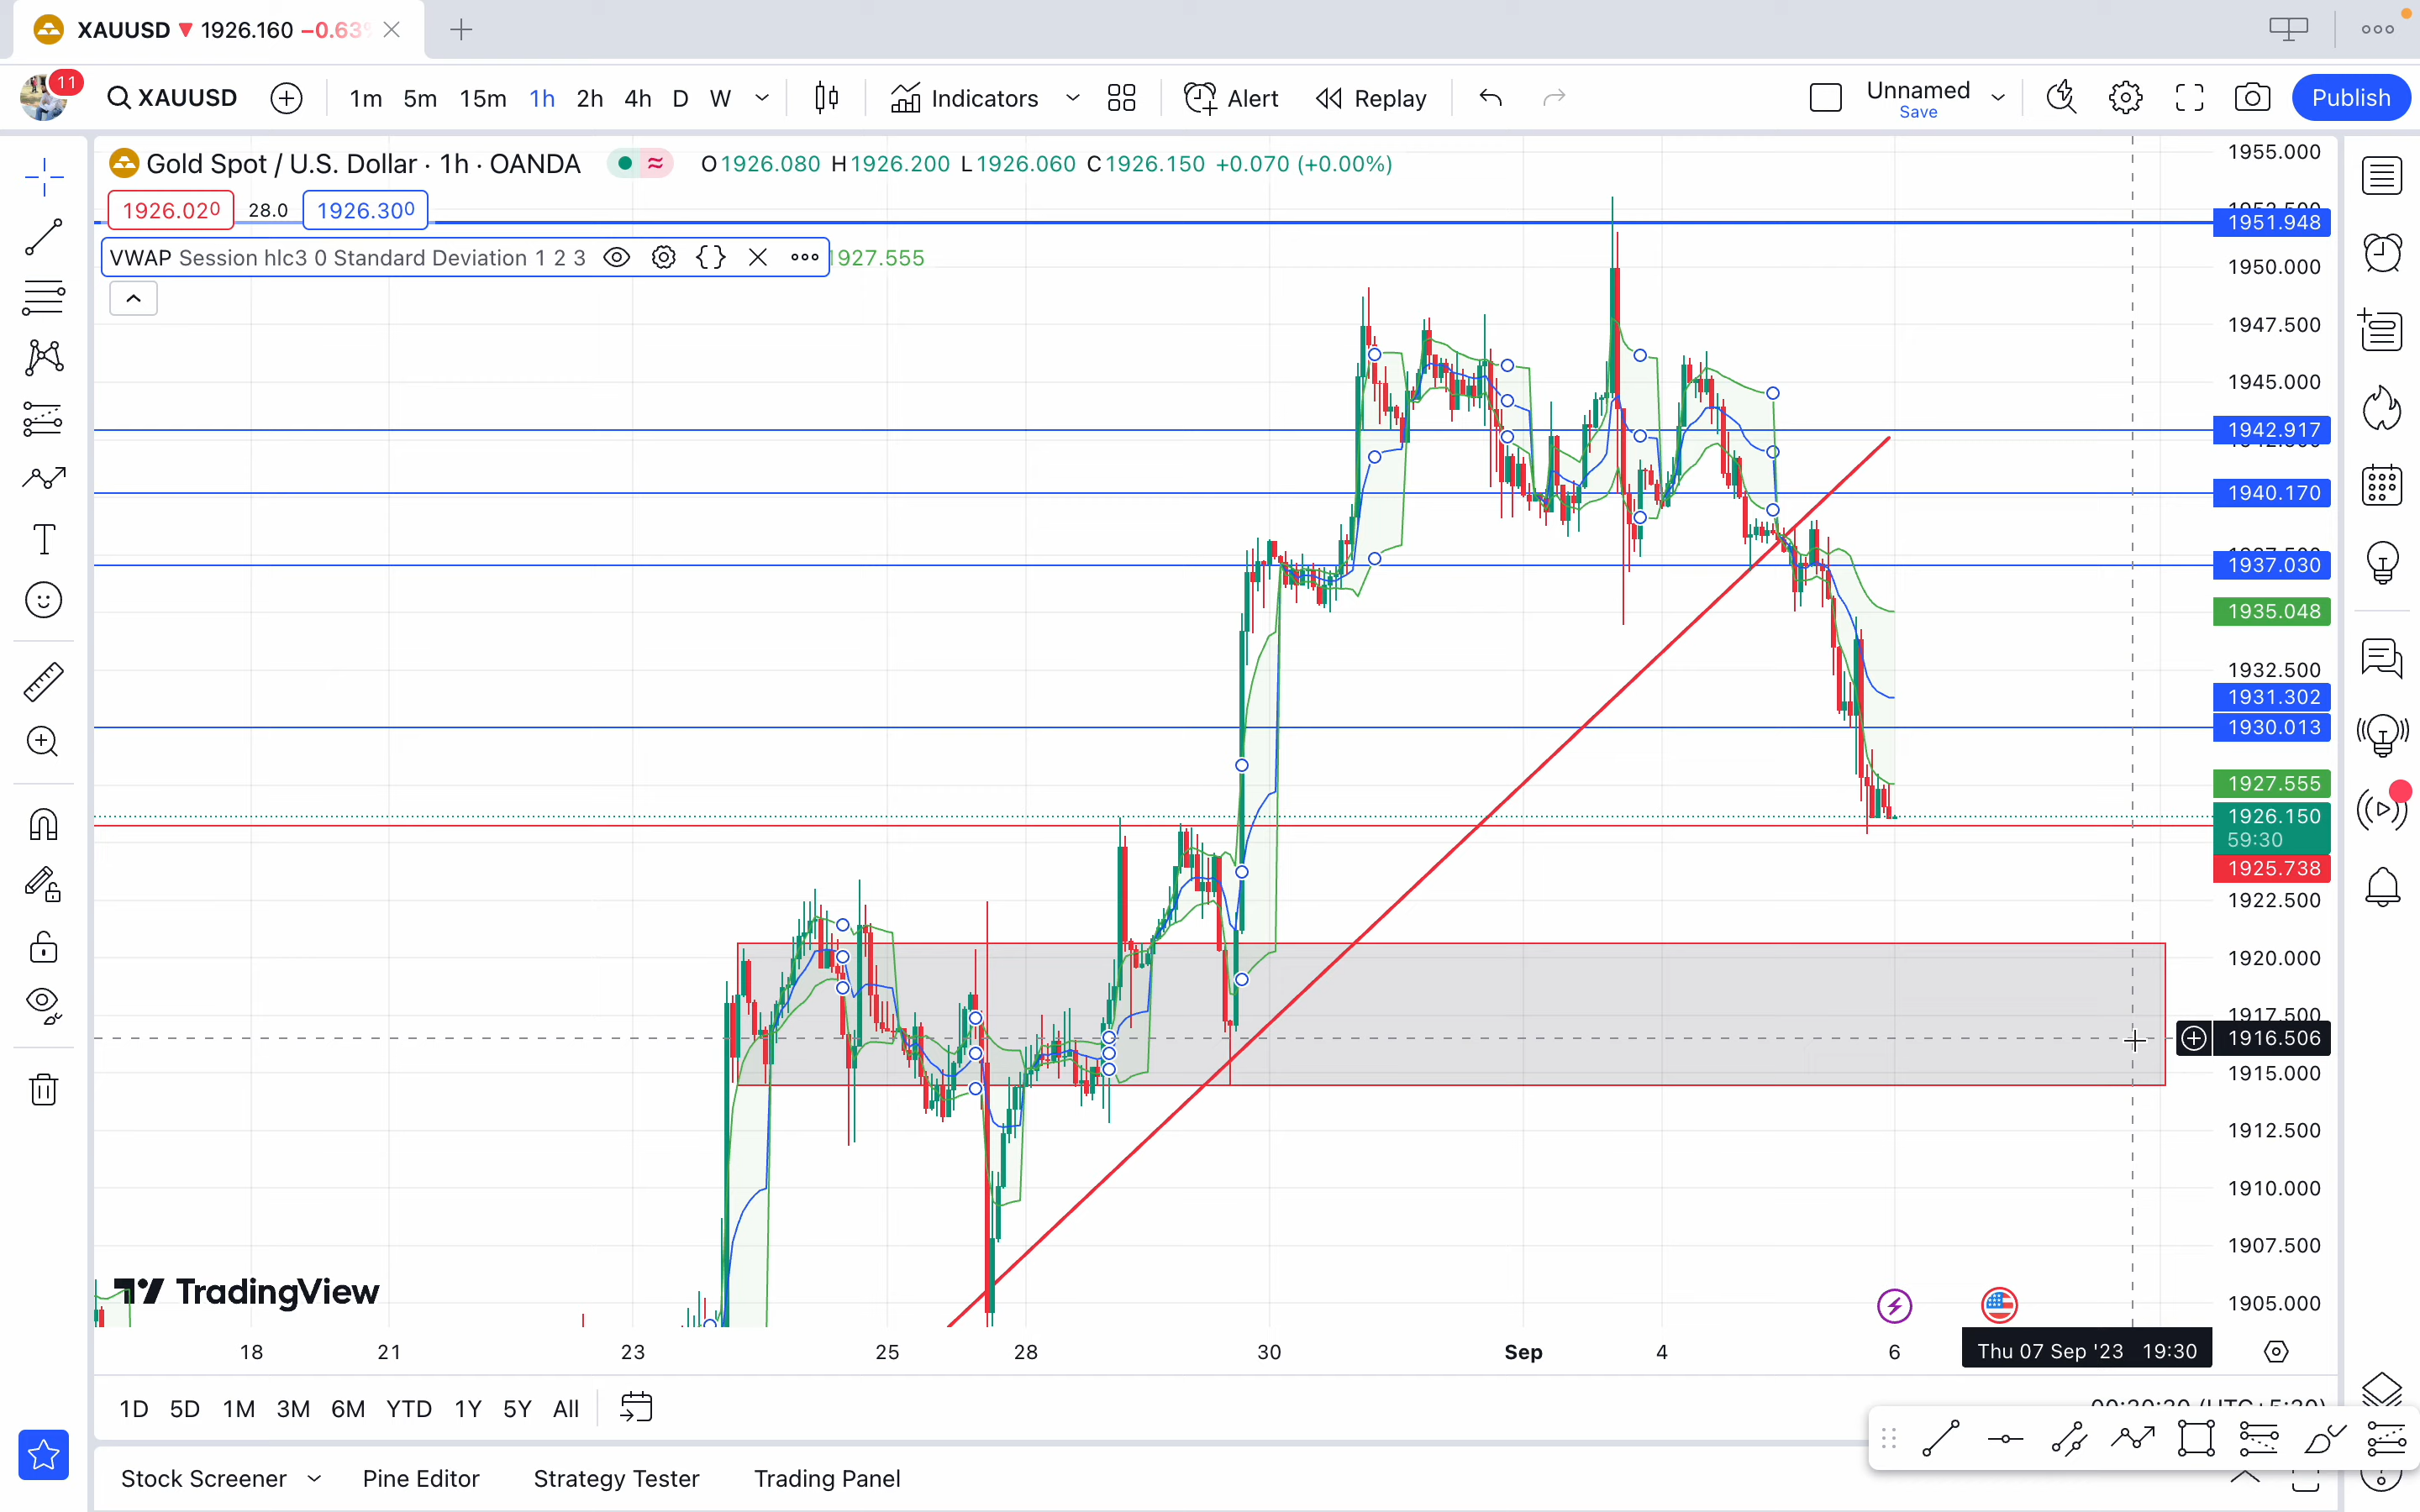 XAUUSD 1926.160 −0.63
11 XAUUSD 1m 5m 15m 1h 2h 4h D W Indicators Alert Replay Unnamed Publish
Save
Gold Spot / U.S. Dollar · 1h · OANDA O1926.080 H1926.200 L1926.060 C1926.150 +0.070 (+0.00%)
1926.020 28.0 1926.300
VWAP Session hlc3 0 Standard Deviation 1 2 3 927.555
1955.000
1951.948
1950.000
1947.500
1945.000
1942.917
1940.170
1937.030
1935.048
1932.500
1931.302
1930.013
1927.555
1926.150
59:30
1925.738
1922.500
1920.000
1917.500
1916.506
1915.000
1912.500
1910.000
1907.500
1905.000
TradingView
18 21 23 25 28 30 Sep 4 6 Thu 07 Sep '23 19:30
1D 5D 1M 3M 6M YTD 1Y 5Y All
Stock Screener Pine Editor Strategy Tester Trading Panel